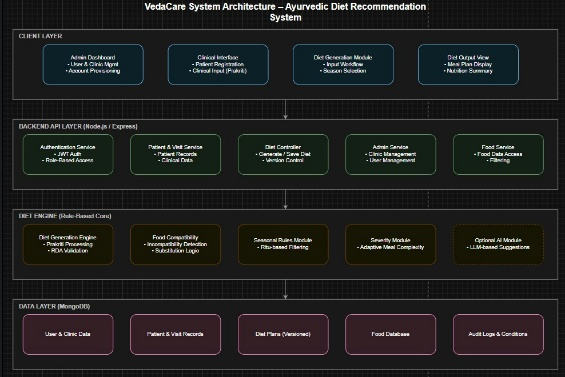 VedaCare System Architecture – Ayurvedic Diet Recommendation
System
CLIENT LAYER
Admin Dashboard
• User & Clinic Mgmt
• Account Provisioning
Clinical Interface
• Patient Registration
• Clinical Input (Prakriti)
Diet Generation Module
• Input Workflow
• Season Selection
Diet Output View
• Meal Plan Display
• Nutrition Summary
BACKEND API LAYER (Node.js / Express)
Authentication Service
• JWT Auth
• Role-Based Access
Patient & Visit Service
• Patient Records
• Clinical Data
Diet Controller
• Generate / Save Diet
• Version Control
Admin Service
• Clinic Management
• User Management
Food Service
• Food Data Access
• Filtering
DIET ENGINE (Rule-Based Core)
Diet Generation Engine
• Prakriti Processing
• RDA Validation
Food Compatibility
• Incompatibility Detection
• Substitution Logic
Seasonal Rules Module
• Ritu-based Filtering
Severity Module
• Adaptive Meal Complexity
Optional AI Module
• LLM-based Suggestions
DATA LAYER (MongoDB)
User & Clinic Data
Patient & Visit Records
Diet Plans (Versioned)
Food Database
Audit Logs & Conditions